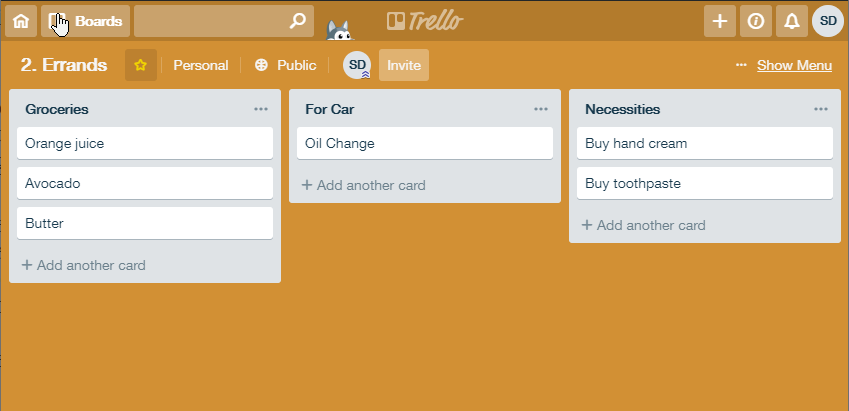 Boards
Trello
SD
2. Errands
Personal
Public
SD
Invite
Show Menu
Groceries
Orange juice
Avocado
Butter
+ Add another card
For Car
Oil Change
+ Add another card
Necessities
Buy hand cream
Buy toothpaste
+ Add another card